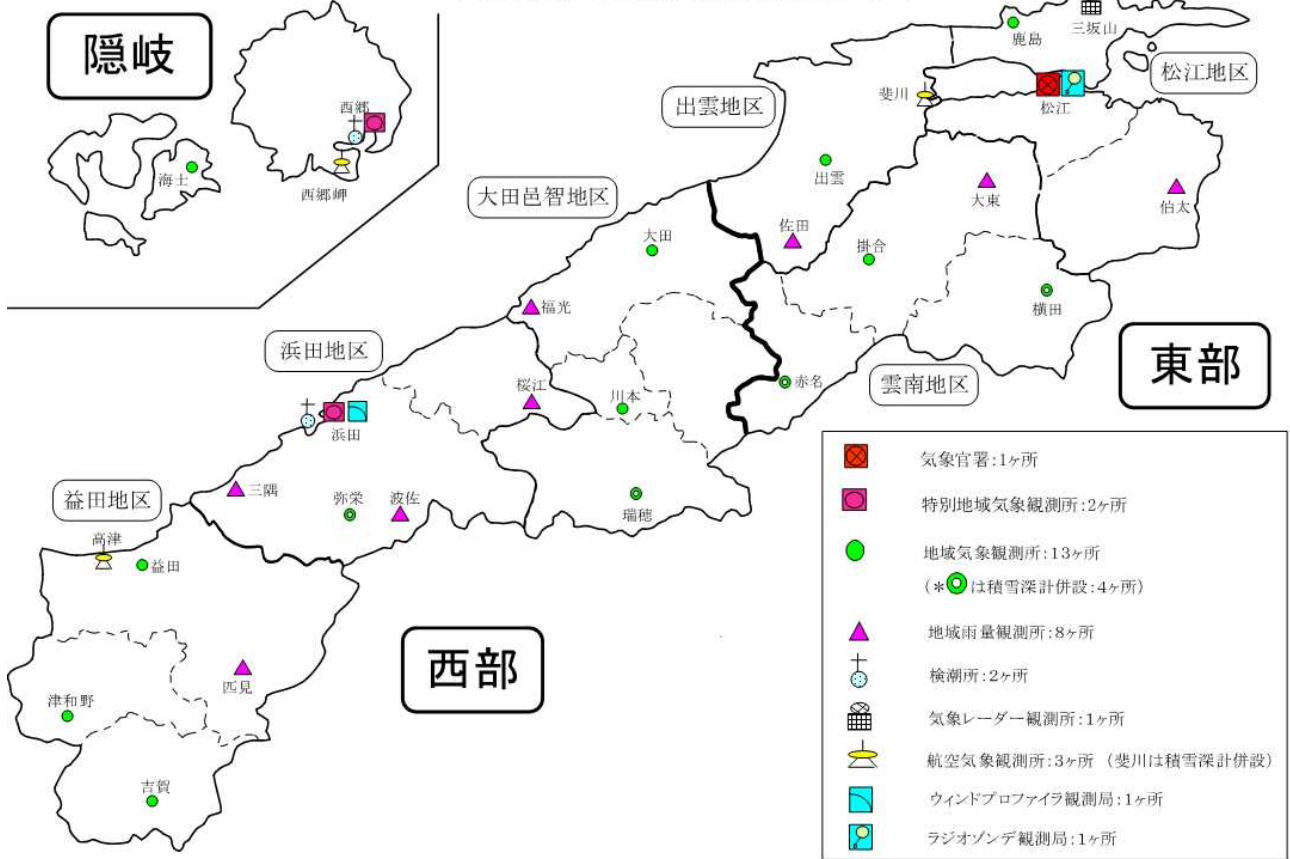 隠岐
西郷
海士
西郷岬
鹿島
三坂山
松江地区
斐川
松江
出雲地区
出雲
大東
伯太
大田邑智地区
佐田
掛合
大田
横田
福光
東部
浜田地区
桜江
川本
赤名
雲南地区
浜田
三隅
弥栄
波佐
瑞穂
益田地区
高津
益田
西部
匹見
津和野
吉賀
気象官署:1ヶ所
特別地域気象観測所:2ヶ所
地域気象観測所:13ヶ所
(*◎は積雪深計併設:4ヶ所)
地域雨量観測所:8ヶ所
検潮所:2ヶ所
気象レーダー観測所:1ヶ所
航空気象観測所:3ヶ所 (斐川は積雪深計併設)
ウィンドプロファイラ観測局:1ヶ所
ラジオゾンデ観測局:1ヶ所